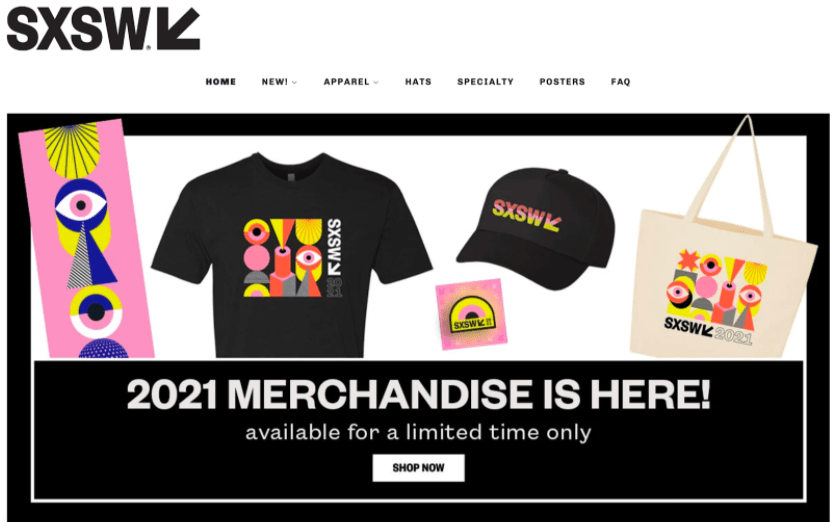 SXSW®
HOME NEW! APPAREL HATS SPECIALTY POSTERS FAQ
SXSW
SXSW
SXSW
SXSW 2021
2021 MERCHANDISE IS HERE!
available for a limited time only
SHOP NOW